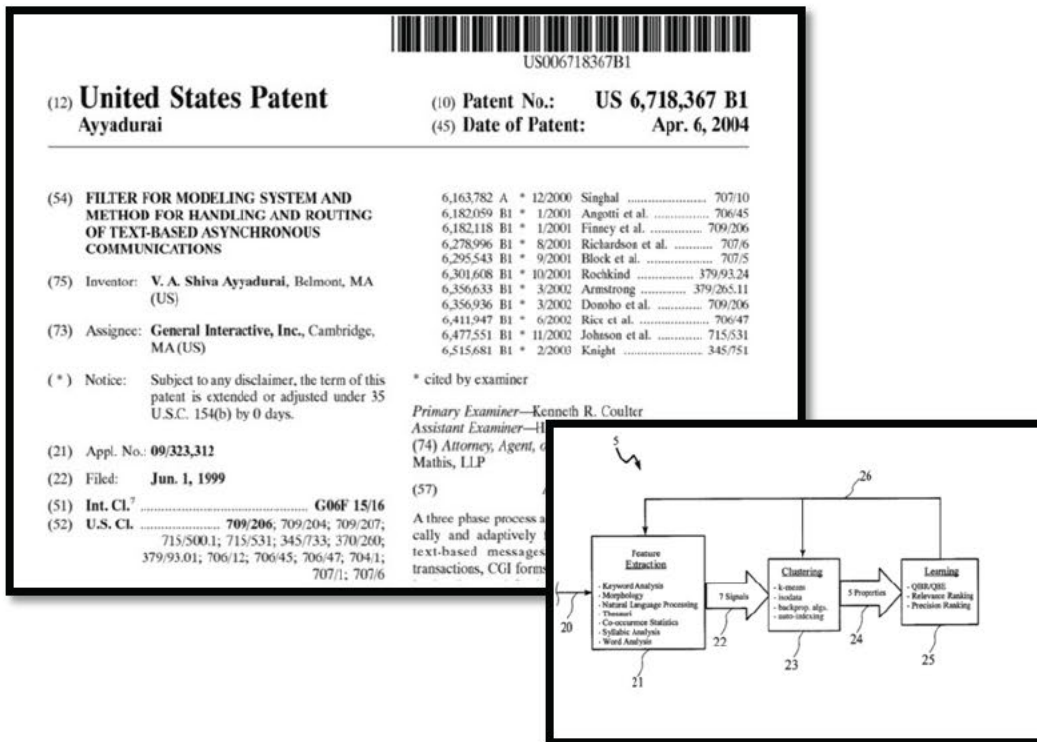 US006718367B1
(12) United States Patent
Ayyadurai
(10) Patent No.: US 6,718,367 B1
(45) Date of Patent: Apr. 6, 2004
(54) FILTER FOR MODELING SYSTEM AND
METHOD FOR HANDLING AND ROUTING
OF TEXT-BASED ASYNCHRONOUS
COMMUNICATIONS
(75) Inventor: V. A. Shiva Ayyadurai, Belmont, MA
(US)
(73) Assignee: General Interactive, Inc., Cambridge,
MA (US)
( * ) Notice: Subject to any disclaimer, the term of this
patent is extended or adjusted under 35
U.S.C. 154(b) by 0 days.
(21) Appl. No.: 09/323,312
(22) Filed: Jun. 1, 1999
(51) Int. Cl.7 .................................. G06F 15/16
(52) U.S. Cl. ................. 709/206; 709/204; 709/207;
715/500.1; 715/531; 345/733; 370/260;
379/93.01; 706/12; 706/45; 706/47; 704/1;
707/1; 707/6
6,163,782 A * 12/2000 Singhal ...................... 707/10
6,182,059 B1 * 1/2001 Angotti et al. .............. 706/45
6,182,118 B1 * 1/2001 Finney et al. .............. 709/206
6,278,996 B1 * 8/2001 Richardson et al. .......... 707/6
6,295,543 B1 * 9/2001 Block et al. .................. 707/5
6,301,608 B1 * 10/2001 Rochkind ................ 379/93.24
6,356,633 B1 * 3/2002 Armstrong ............. 379/265.11
6,356,936 B1 * 3/2002 Donoho et al. ............ 709/206
6,411,947 B1 * 6/2002 Rice et al. .................. 706/47
6,477,551 B1 * 11/2002 Johnson et al. ............ 715/531
6,515,681 B1 * 2/2003 Knight ...................... 345/751
* cited by examiner
Primary Examiner—Kenneth R. Coulter
Assistant Examiner—H
(74) Attorney, Agent, o
Mathis, LLP
(57) A
A three phase process a
cally and adaptively f
text-based messages
transactions, CGI forms
5
26
Feature
Extraction
- Keyword Analysis
- Morphology
- Natural Language Processing
- Thesauri
- Co-occurence Statistics
- Syllabic Analysis
- Word Analysis
7 Signals
Clustering
- k-means
- isodata
- backprop. algs.
- auto-indexing
5 Properties
Learning
- QBR/QBE
- Relevance Ranking
- Precision Ranking
20
21
22
23
24
25